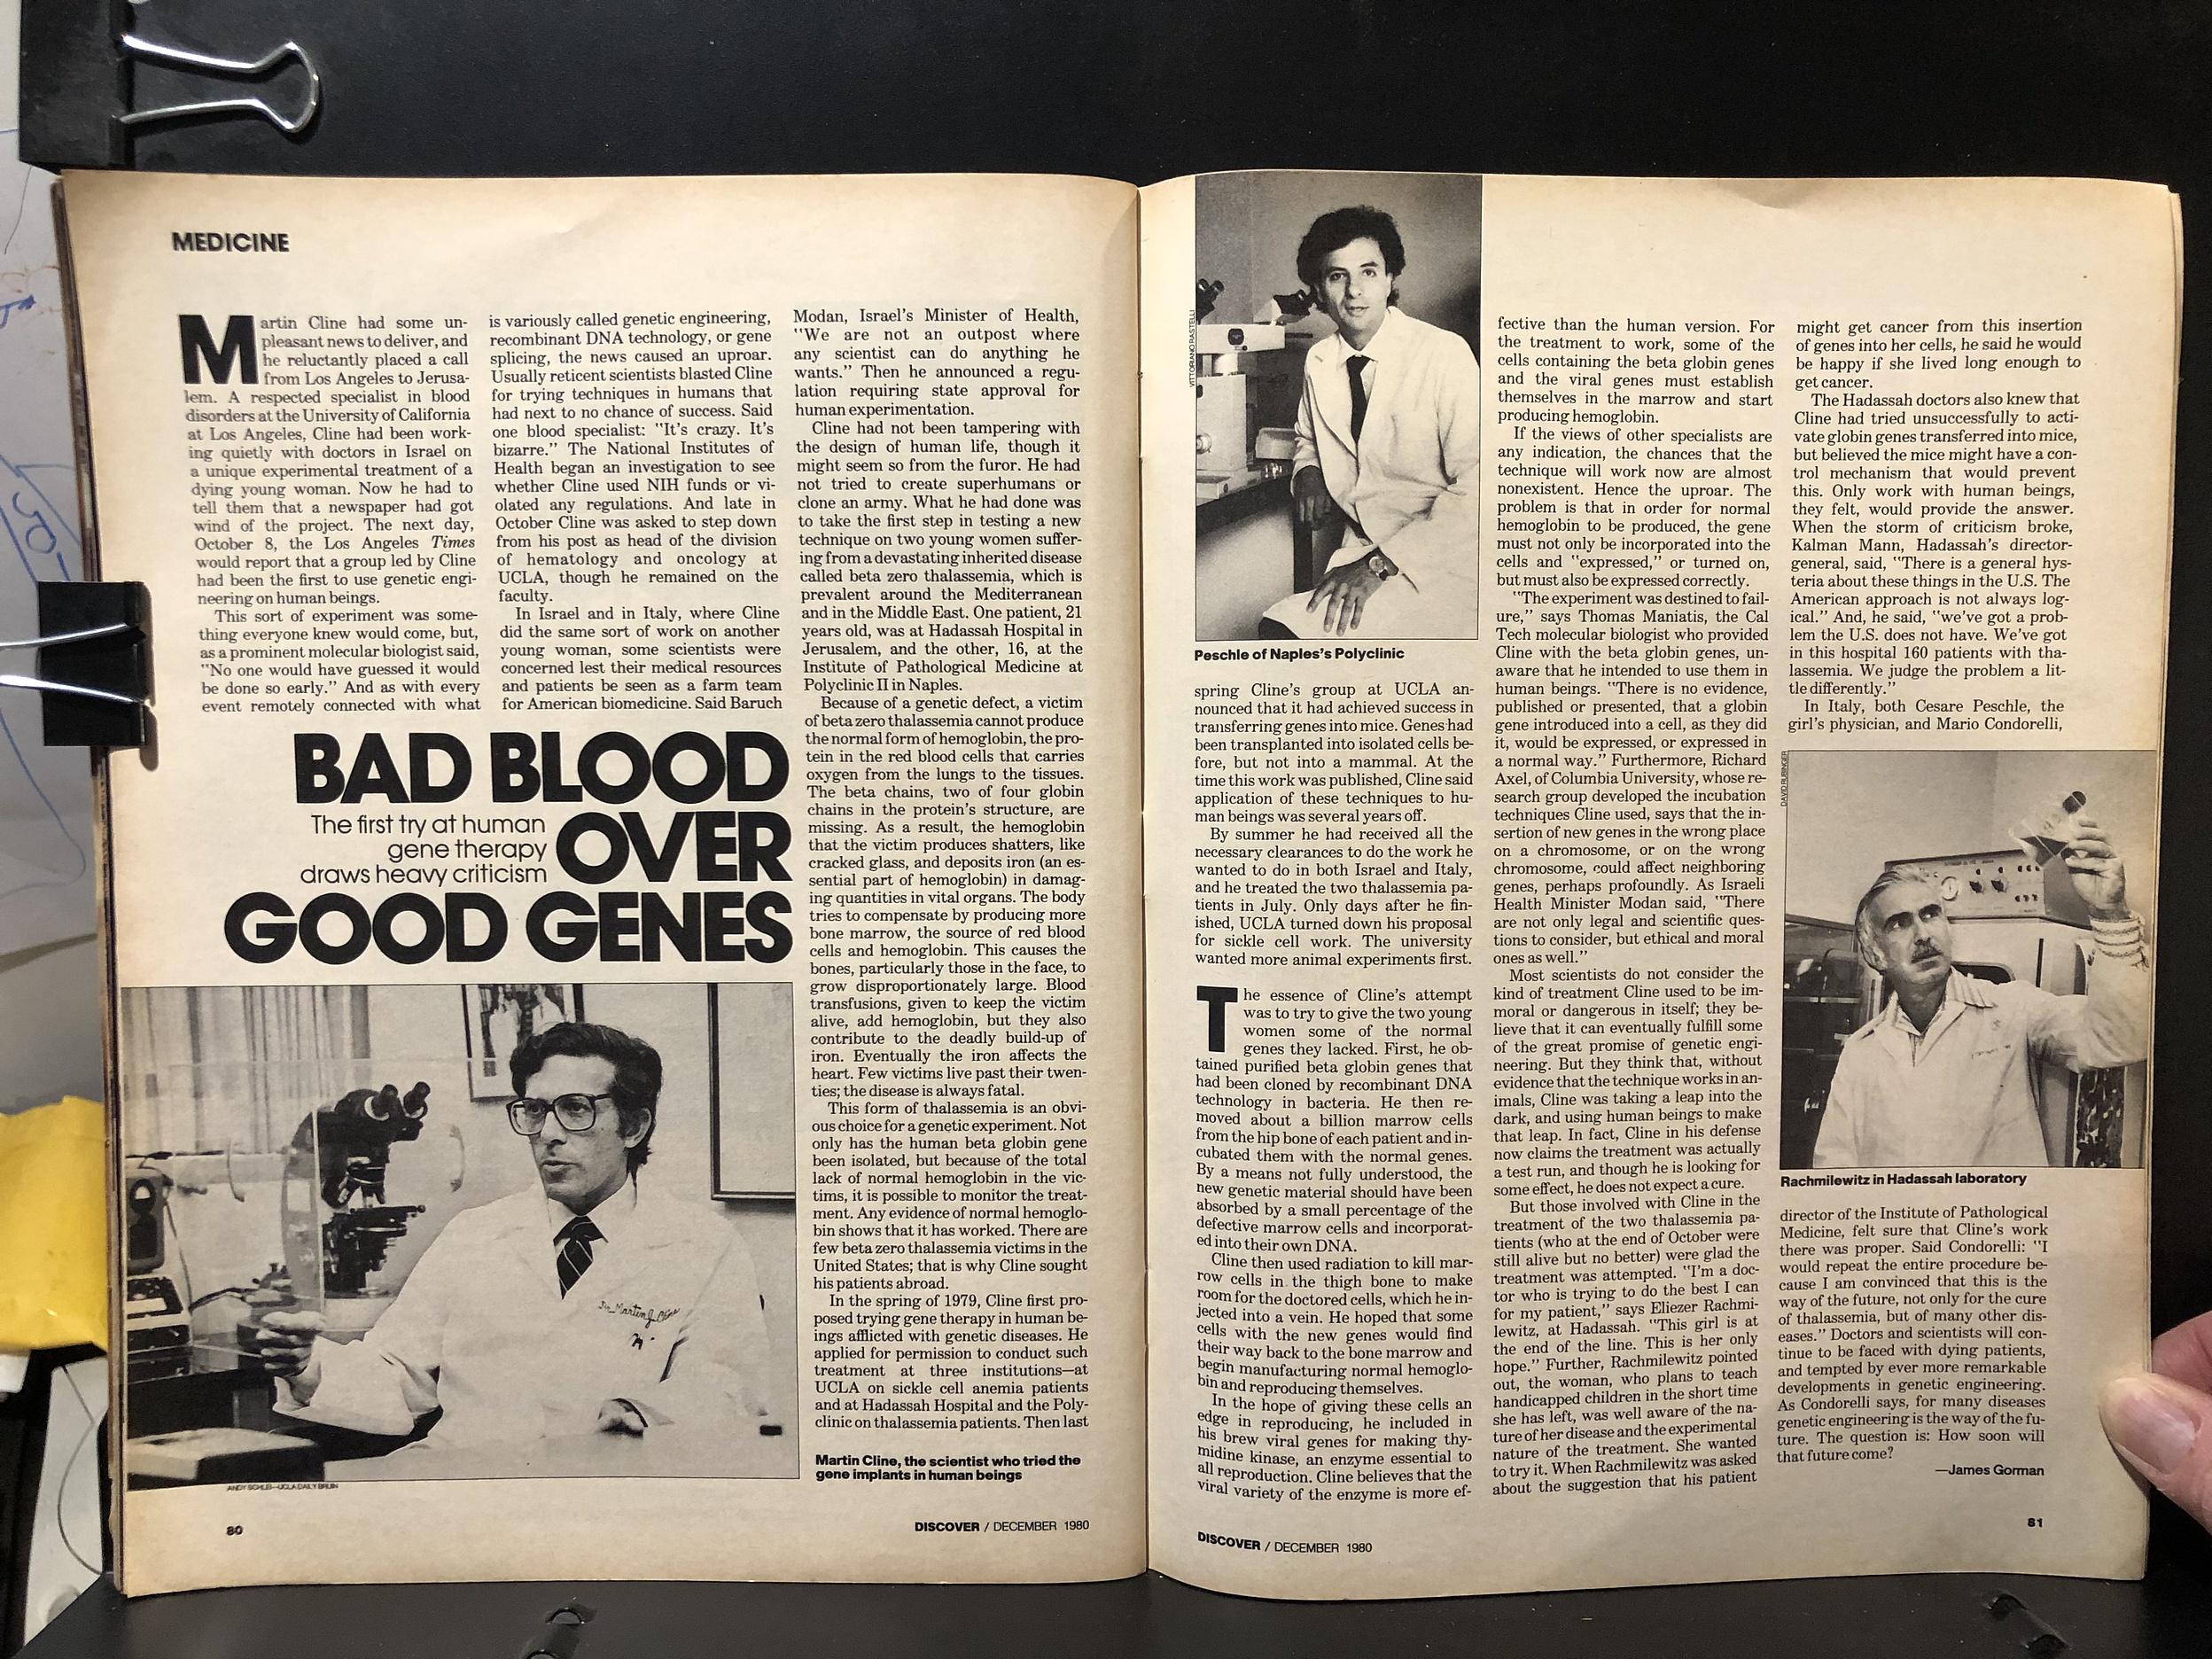 MEDICINE
Martin Cline had some un-
pleasant news to deliver, and
he reluctantly placed a call
from Los Angeles to Jerusa-
lem. A respected specialist in blood
disorders at the University of California
at Los Angeles, Cline had been work-
ing quietly with doctors in Israel on
a unique experimental treatment of a
dying young woman. Now he had to
tell them that a newspaper had got
wind of the project. The next day,
October 8, the Los Angeles Times
would report that a group led by Cline
had been the first to use genetic engi-
neering on human beings.
This sort of experiment was some-
thing everyone knew would come, but,
as a prominent molecular biologist said,
"No one would have guessed it would
be done so early." And as with every
event remotely connected with what
is variously called genetic engineering,
recombinant DNA technology, or gene
splicing, the news caused an uproar.
Usually reticent scientists blasted Cline
for trying techniques in humans that
had next to no chance of success. Said
one blood specialist: "It's crazy. It's
bizarre." The National Institutes of
Health began an investigation to see
whether Cline used NIH funds or vi-
olated any regulations. And late in
October Cline was asked to step down
from his post as head of the division
of hematology and oncology at
UCLA, though he remained on the
faculty.
In Israel and in Italy, where Cline
did the same sort of work on another
young woman, some scientists were
concerned lest their medical resources
and patients be seen as a farm team
for American biomedicine. Said Baruch
Modan, Israel's Minister of Health,
"We are not an outpost where
any scientist can do anything he
wants." Then he announced a regu-
lation requiring state approval for
human experimentation.
Cline had not been tampering with
the design of human life, though it
might seem so from the furor. He had
not tried to create superhumans or
clone an army. What he had done was
to take the first step in testing a new
technique on two young women suffer-
ing from a devastating inherited disease
called beta zero thalassemia, which is
prevalent around the Mediterranean
and in the Middle East. One patient, 21
years old, was at Hadassah Hospital in
Jerusalem, and the other, 16, at the
Institute of Pathological Medicine at
Polyclinic II in Naples.
Because of a genetic defect, a victim
of beta zero thalassemia cannot produce
the normal form of hemoglobin, the pro-
tein in the red blood cells that carries
oxygen from the lungs to the tissues.
The beta chains, two of four globin
chains in the protein's structure, are
missing. As a result, the hemoglobin
that the victim produces shatters, like
cracked glass, and deposits iron (an es-
sential part of hemoglobin) in damag-
ing quantities in vital organs. The body
tries to compensate by producing more
bone marrow, the source of red blood
cells and hemoglobin. This causes the
bones, particularly those in the face, to
grow disproportionately large. Blood
transfusions, given to keep the victim
alive, add hemoglobin, but they also
contribute to the deadly build-up of
iron. Eventually the iron affects the
heart. Few victims live past their twen-
ties; the disease is always fatal.
This form of thalassemia is an obvi-
ous choice for a genetic experiment. Not
only has the human beta globin gene
been isolated, but because of the total
lack of normal hemoglobin in the vic-
tims, it is possible to monitor the treat-
ment. Any evidence of normal hemoglo-
bin shows that it has worked. There are
few beta zero thalassemia victims in the
United States; that is why Cline sought
his patients abroad.
In the spring of 1979, Cline first pro-
posed trying gene therapy in human be-
ings afflicted with genetic diseases. He
applied for permission to conduct such
treatment at three institutions—at
UCLA on sickle cell anemia patients
and at Hadassah Hospital and the Poly-
clinic on thalassemia patients. Then last
BAD BLOOD
OVER
GOOD GENES
The first try at human
gene therapy
draws heavy criticism
Dr. Martin J. Cline
Martin Cline, the scientist who tried the
gene implants in human beings
ANDY SCHLEI—UCLA DAILY BRUIN
80
DISCOVER / DECEMBER 1980
VITTORIANO RASTELLI
Peschle of Naples's Polyclinic
spring Cline's group at UCLA an-
nounced that it had achieved success in
transferring genes into mice. Genes had
been transplanted into isolated cells be-
fore, but not into a mammal. At the
time this work was published, Cline said
application of these techniques to hu-
man beings was several years off.
By summer he had received all the
necessary clearances to do the work he
wanted to do in both Israel and Italy,
and he treated the two thalassemia pa-
tients in July. Only days after he fin-
ished, UCLA turned down his proposal
for sickle cell work. The university
wanted more animal experiments first.
The essence of Cline's attempt
was to try to give the two young
women some of the normal
genes they lacked. First, he ob-
tained purified beta globin genes that
had been cloned by recombinant DNA
technology in bacteria. He then re-
moved about a billion marrow cells
from the hip bone of each patient and in-
cubated them with the normal genes.
By a means not fully understood, the
new genetic material should have been
absorbed by a small percentage of the
defective marrow cells and incorporat-
ed into their own DNA.
Cline then used radiation to kill mar-
row cells in the thigh bone to make
room for the doctored cells, which he in-
jected into a vein. He hoped that some
cells with the new genes would find
their way back to the bone marrow and
begin manufacturing normal hemoglo-
bin and reproducing themselves.
In the hope of giving these cells an
edge in reproducing, he included in
his brew viral genes for making thy-
midine kinase, an enzyme essential to
all reproduction. Cline believes that the
viral variety of the enzyme is more ef-
fective than the human version. For
the treatment to work, some of the
cells containing the beta globin genes
and the viral genes must establish
themselves in the marrow and start
producing hemoglobin.
If the views of other specialists are
any indication, the chances that the
technique will work now are almost
nonexistent. Hence the uproar. The
problem is that in order for normal
hemoglobin to be produced, the gene
must not only be incorporated into the
cells and "expressed," or turned on,
but must also be expressed correctly.
"The experiment was destined to fail-
ure," says Thomas Maniatis, the Cal
Tech molecular biologist who provided
Cline with the beta globin genes, un-
aware that he intended to use them in
human beings. "There is no evidence,
published or presented, that a globin
gene introduced into a cell, as they did
it, would be expressed, or expressed in
a normal way." Furthermore, Richard
Axel, of Columbia University, whose re-
search group developed the incubation
techniques Cline used, says that the in-
sertion of new genes in the wrong place
on a chromosome, or on the wrong
chromosome, could affect neighboring
genes, perhaps profoundly. As Israeli
Health Minister Modan said, "There
are not only legal and scientific ques-
tions to consider, but ethical and moral
ones as well."
Most scientists do not consider the
kind of treatment Cline used to be im-
moral or dangerous in itself; they be-
lieve that it can eventually fulfill some
of the great promise of genetic engi-
neering. But they think that, without
evidence that the technique works in an-
imals, Cline was taking a leap into the
dark, and using human beings to make
that leap. In fact, Cline in his defense
now claims the treatment was actually
a test run, and though he is looking for
some effect, he does not expect a cure.
But those involved with Cline in the
treatment of the two thalassemia pa-
tients (who at the end of October were
still alive but no better) were glad the
treatment was attempted. "I'm a doc-
tor who is trying to do the best I can
for my patient," says Eliezer Rachmi-
lewitz, at Hadassah. "This girl is at
the end of the line. This is her only
hope." Further, Rachmilewitz pointed
out, the woman, who plans to teach
handicapped children in the short time
she has left, was well aware of the na-
ture of her disease and the experimental
nature of the treatment. She wanted
to try it. When Rachmilewitz was asked
about the suggestion that his patient
might get cancer from this insertion
of genes into her cells, he said he would
be happy if she lived long enough to
get cancer.
The Hadassah doctors also knew that
Cline had tried unsuccessfully to acti-
vate globin genes transferred into mice,
but believed the mice might have a con-
trol mechanism that would prevent
this. Only work with human beings,
they felt, would provide the answer.
When the storm of criticism broke,
Kalman Mann, Hadassah's director-
general, said, "There is a general hys-
teria about these things in the U.S. The
American approach is not always log-
ical." And, he said, "we've got a prob-
lem the U.S. does not have. We've got
in this hospital 160 patients with tha-
lassemia. We judge the problem a lit-
tle differently."
In Italy, both Cesare Peschle, the
girl's physician, and Mario Condorelli,
DAVID RUBINGER
Rachmilewitz in Hadassah laboratory
director of the Institute of Pathological
Medicine, felt sure that Cline's work
there was proper. Said Condorelli: "I
would repeat the entire procedure be-
cause I am convinced that this is the
way of the future, not only for the cure
of thalassemia, but of many other dis-
eases." Doctors and scientists will con-
tinue to be faced with dying patients,
and tempted by ever more remarkable
developments in genetic engineering.
As Condorelli says, for many diseases
genetic engineering is the way of the fu-
ture. The question is: How soon will
that future come?
—James Gorman
DISCOVER / DECEMBER 1980
81